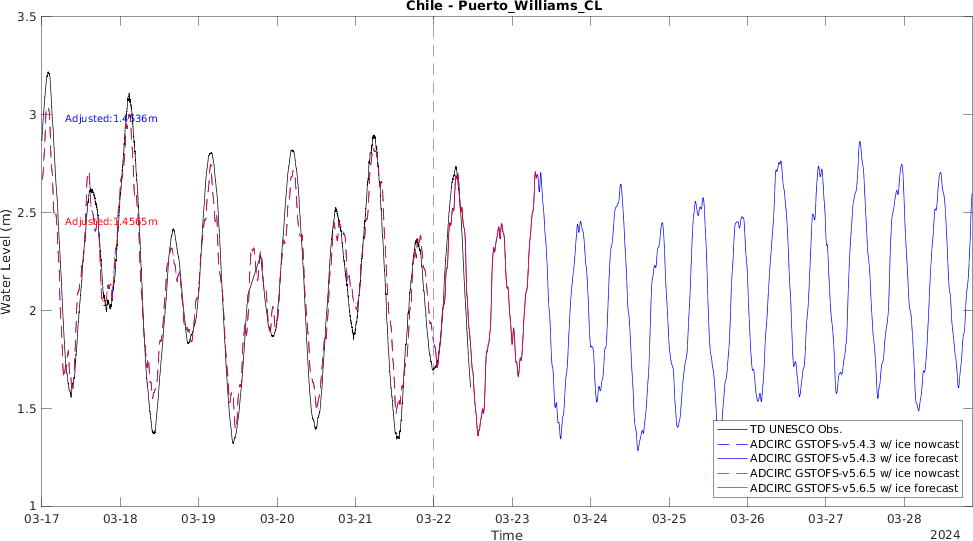 Chile - Puerto_Williams_CL
3.5
3
2.5
2
1.5
1
Water Level (m)
Adjusted:1.4536m
Adjusted:1.4565m
TD UNESCO Obs.
ADCIRC GSTOFS-v5.4.3 w/ ice nowcast
ADCIRC GSTOFS-v5.4.3 w/ ice forecast
ADCIRC GSTOFS-v5.6.5 w/ ice nowcast
ADCIRC GSTOFS-v5.6.5 w/ ice forecast
03-17 03-18 03-19 03-20 03-21 03-22 03-23 03-24 03-25 03-26 03-27 03-28
Time
2024